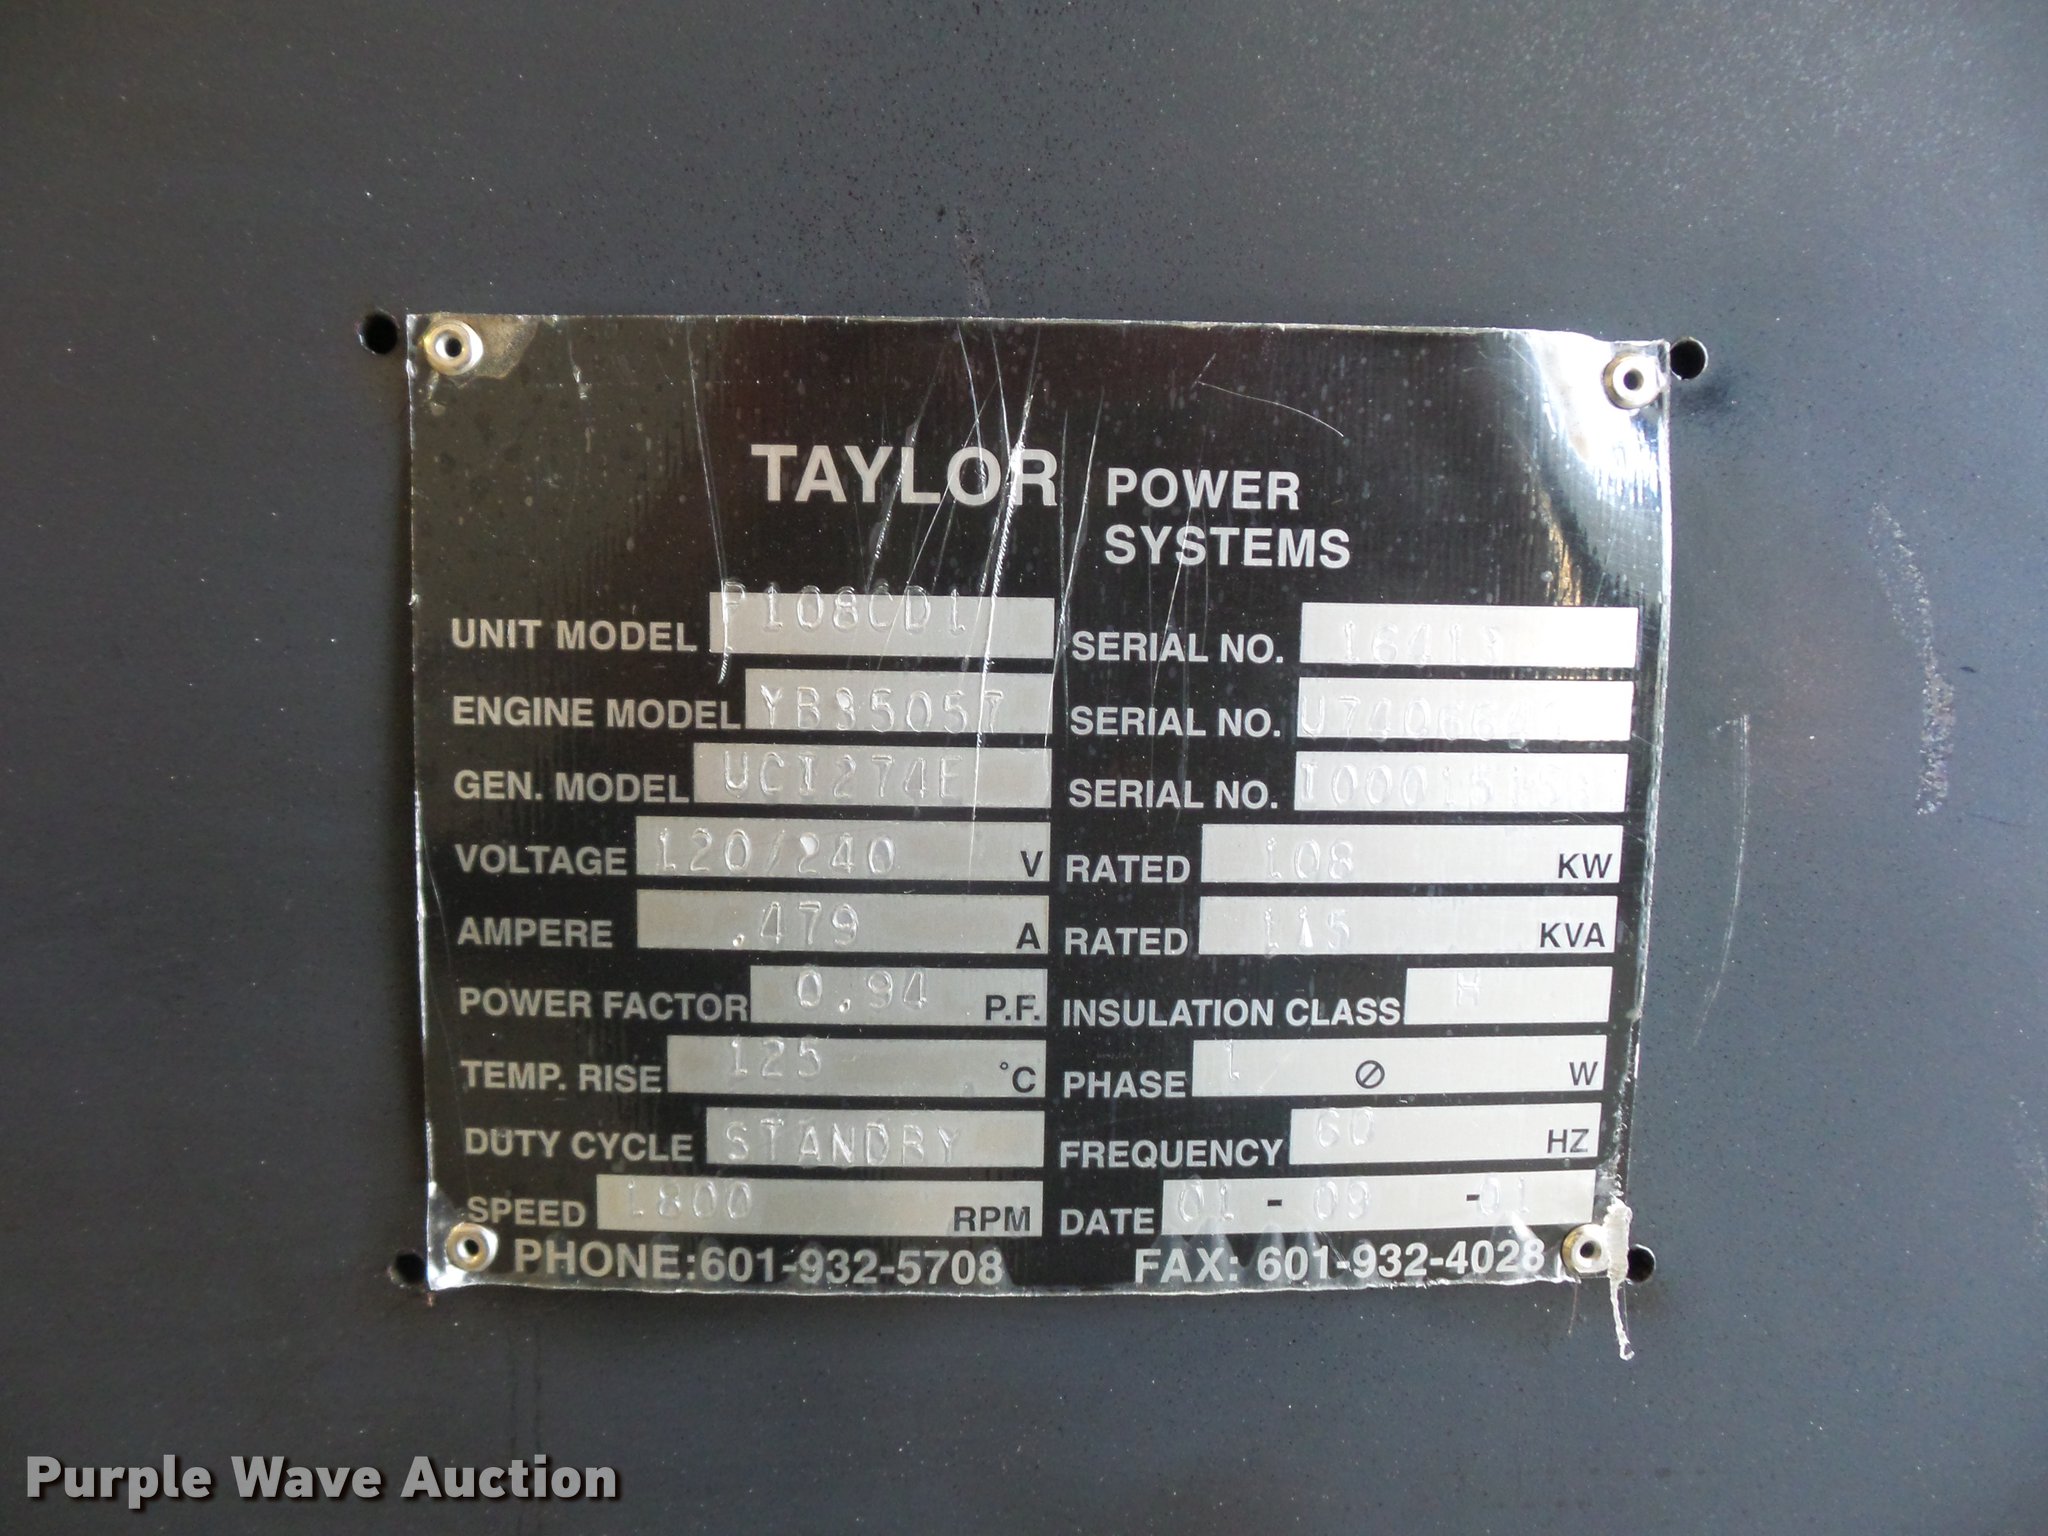 TAYLOR POWER SYSTEMS
UNIT MODEL P108CD1 SERIAL NO.
ENGINE MODEL SERIAL NO.
GEN. MODEL UCI274E SERIAL NO.
VOLTAGE 120/240 V RATED 108 KW
AMPERE .479 A RATED 115 KVA
POWER FACTOR 0.94 P.F. INSULATION CLASS H
TEMP. RISE 125 °C PHASE 1 Ø W
DUTY CYCLE STANDBY FREQUENCY 60 HZ
SPEED 1800 RPM DATE 01-09-01
PHONE:601-932-5708 FAX: 601-932-4028
Purple Wave Auction